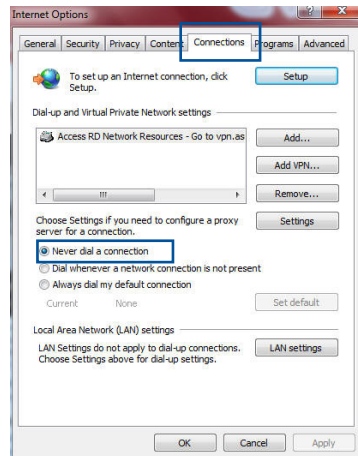 Internet Options
General Security Privacy Content Connections Programs Advanced
To set up an Internet connection, click
Setup.
Setup
Dial-up and Virtual Private Network settings
Access RD Network Resources - Go to vpn.as
Add...
Add VPN...
Remove...
Choose Settings if you need to configure a proxy
server for a connection.
Settings
Never dial a connection
Dial whenever a network connection is not present
Always dial my default connection
Current None
Set default
Local Area Network (LAN) settings
LAN Settings do not apply to dial-up connections.
Choose Settings above for dial-up settings.
LAN settings
OK Cancel Apply